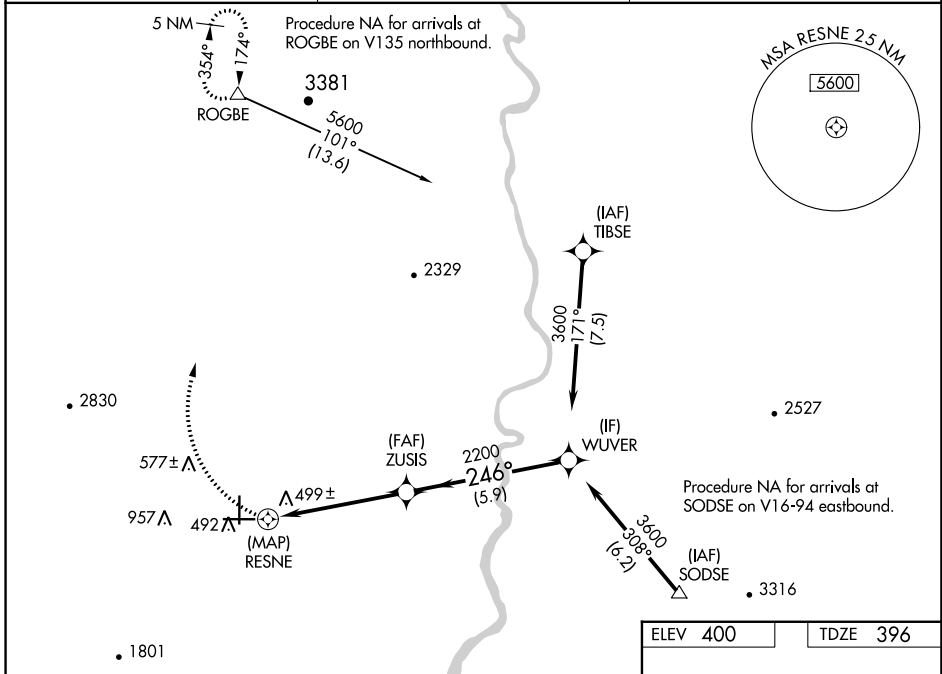 5 NM
354°
174°
ROGBE
Procedure NA for arrivals at
ROGBE on V135 northbound.
3381
5600
101°
(13.6)
MSA RESNE 25 NM
5600
(IAF)
TIBSE
2329
3600
171°
(7.5)
2830
2527
(IF)
WUVER
(FAF)
ZUSIS
2200
246°
(5.9)
577±
499±
957
492
(MAP)
RESNE
Procedure NA for arrivals at
SODSE on V16-94 eastbound.
3600
308°
(6.2)
(IAF)
SODSE
3316
1801
ELEV 400
TDZE 396